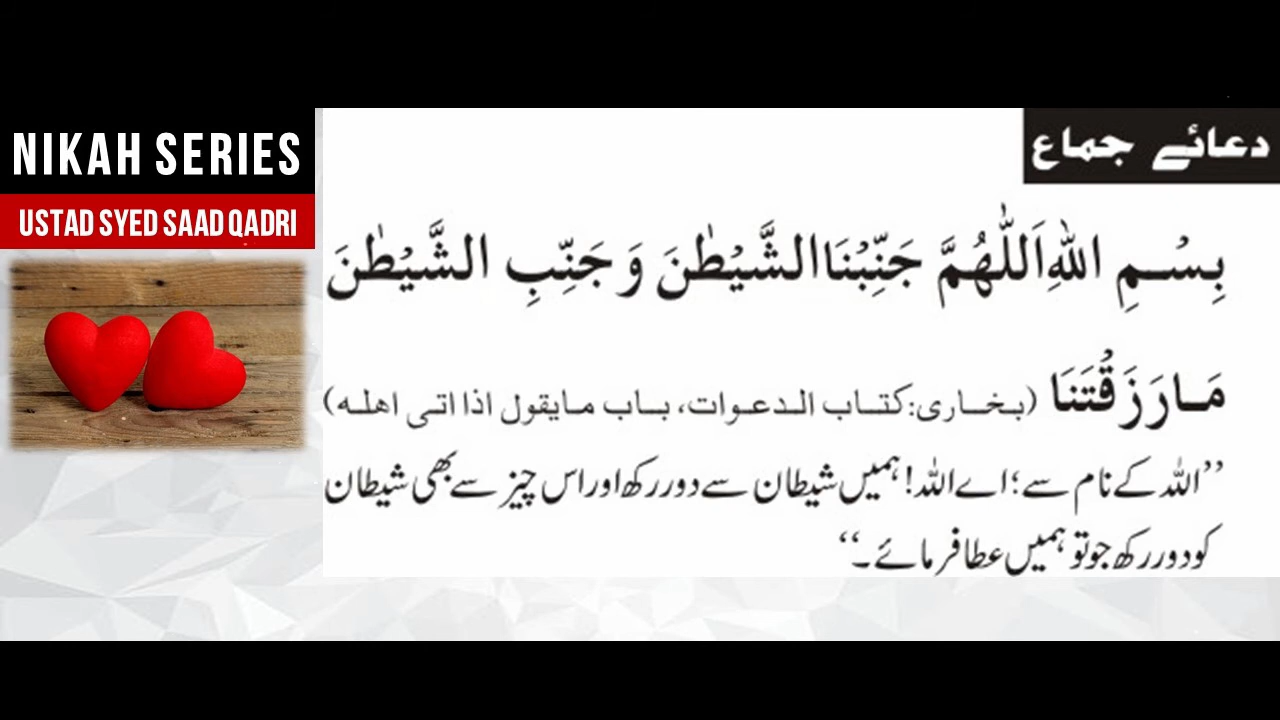 NIKAH SERIES
USTAD SYED SAAD QADRI
دعائے جماع
بِسْمِ اللّٰهِ اَللّٰهُمَّ جَنِّبْنَا الشَّيْطٰنَ وَ جَنِّبِ الشَّيْطٰنَ
مَا رَزَقْتَنَا (بخاری:کتاب الدعوات، باب مایقول اذا اتی اهله)
”اللہ کے نام سے؛ اے اللہ! ہمیں شیطان سے دور رکھ اور اس چیز سے بھی شیطان
کو دور رکھ جو تو ہمیں عطا فرمائے۔“